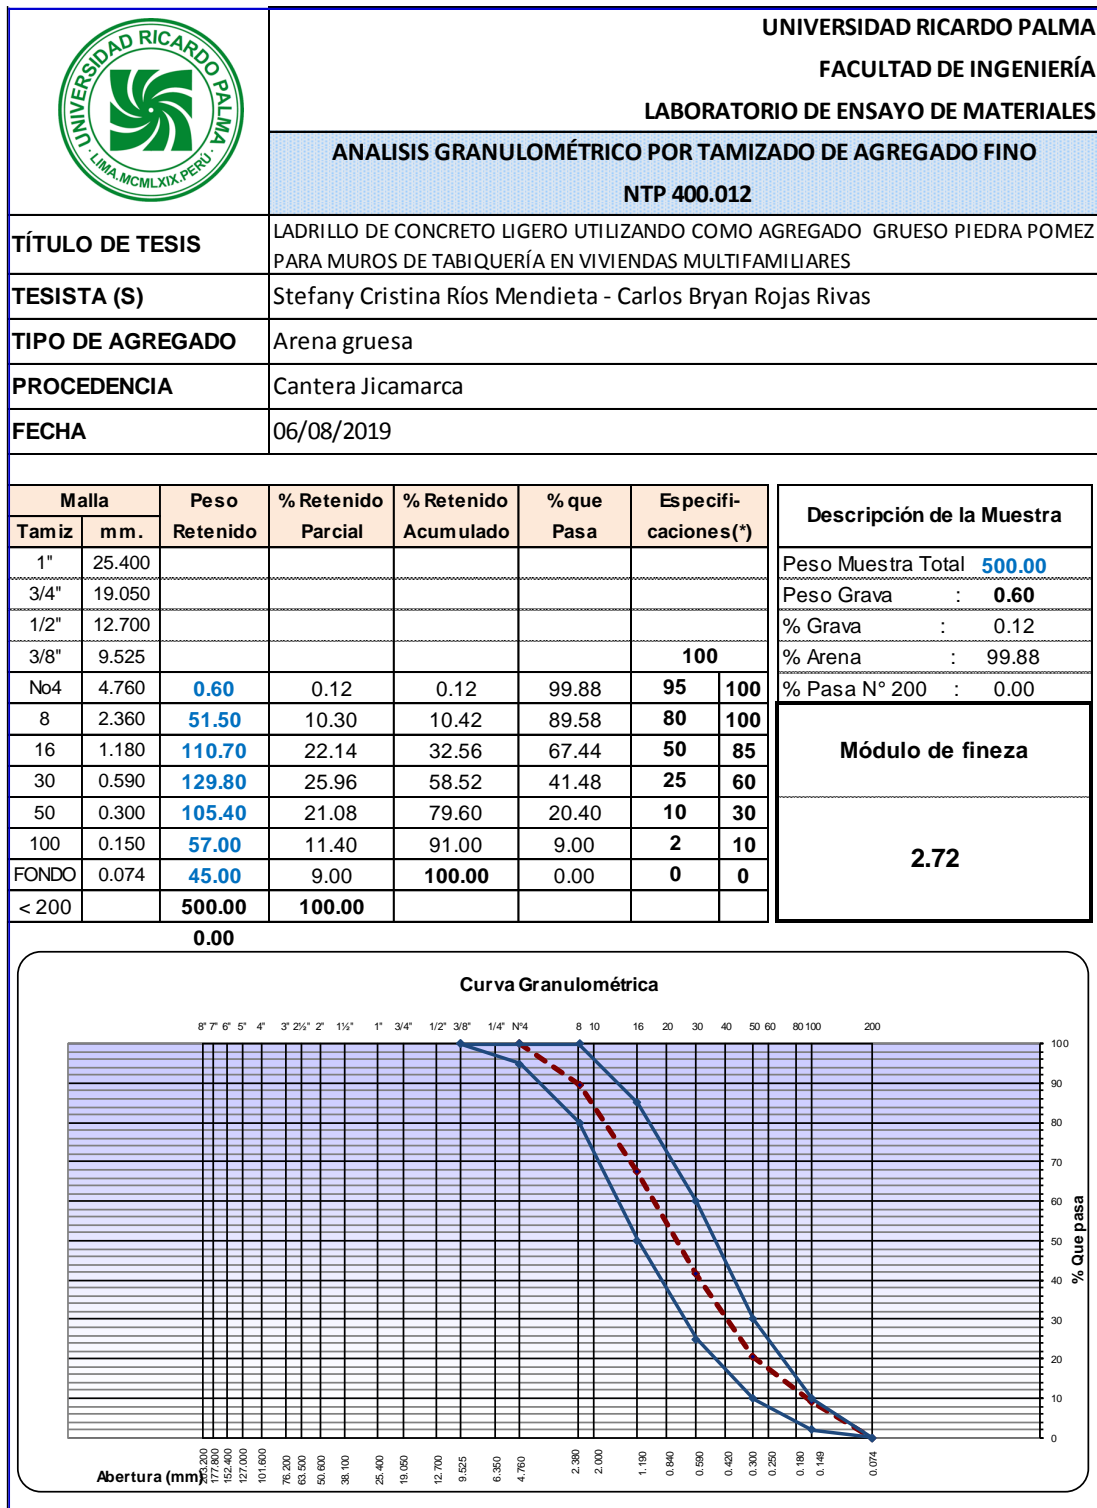 UNIVERSIDAD RICARDO PALMA
· LIMA.MCMLXIX.PERÚ ·
UNIVERSIDAD RICARDO PALMA
FACULTAD DE INGENIERÍA
LABORATORIO DE ENSAYO DE MATERIALES
ANALISIS GRANULOMÉTRICO POR TAMIZADO DE AGREGADO FINO
NTP 400.012
TÍTULO DE TESIS
LADRILLO DE CONCRETO LIGERO UTILIZANDO COMO AGREGADO GRUESO PIEDRA POMEZ
PARA MUROS DE TABIQUERÍA EN VIVIENDAS MULTIFAMILIARES
TESISTA (S) Stefany Cristina Ríos Mendieta - Carlos Bryan Rojas Rivas
TIPO DE AGREGADO Arena gruesa
PROCEDENCIA Cantera Jicamarca
FECHA 06/08/2019
Malla Peso % Retenido % Retenido % que Especifi-
Tamiz mm. Retenido Parcial Acumulado Pasa caciones(*)
1" 25.400
3/4" 19.050
1/2" 12.700
3/8" 9.525 100
No4 4.760 0.60 0.12 0.12 99.88 95 100
8 2.360 51.50 10.30 10.42 89.58 80 100
16 1.180 110.70 22.14 32.56 67.44 50 85
30 0.590 129.80 25.96 58.52 41.48 25 60
50 0.300 105.40 21.08 79.60 20.40 10 30
100 0.150 57.00 11.40 91.00 9.00 2 10
FONDO 0.074 45.00 9.00 100.00 0.00 0 0
< 200 500.00 100.00
0.00
Descripción de la Muestra
Peso Muestra Total 500.00
Peso Grava : 0.60
% Grava : 0.12
% Arena : 99.88
% Pasa N° 200 : 0.00
Módulo de fineza
2.72
Curva Granulométrica
8" 7" 6" 5" 4" 3" 2½" 2" 1½" 1" 3/4" 1/2" 3/8" 1/4" N°4 8 10 16 20 30 40 50 60 80 100 200
100
90
80
70
60
50
40
30
20
10
0
% Que pasa
Abertura (mm)
203.200 177.800 152.400 127.000 101.600 76.200 63.500 50.600 38.100 25.400 19.050 12.700 9.525 6.350 4.760 2.380 2.000 1.190 0.840 0.590 0.420 0.300 0.250 0.180 0.149 0.074